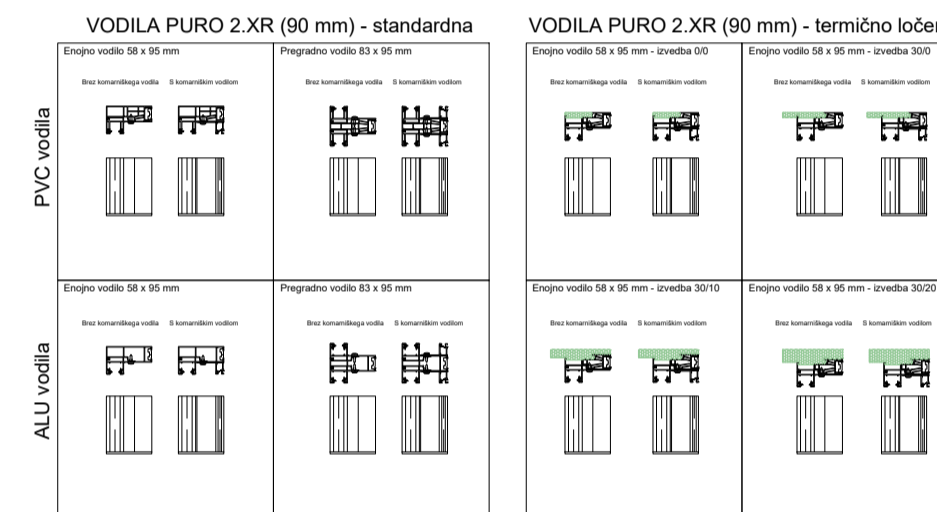 VODILA PURO 2.XR (90 mm) - standardna
Enojno vodilo 58 x 95 mm
Pregradno vodilo 83 x 95 mm
Brez komarniškega vodila
S komarniškim vodilom
Brez komarniškega vodila
S komarniškim vodilom
PVC vodila
Enojno vodilo 58 x 95 mm
Pregradno vodilo 83 x 95 mm
Brez komarniškega vodila
S komarniškim vodilom
Brez komarniškega vodila
S komarniškim vodilom
ALU vodila
VODILA PURO 2.XR (90 mm) - termično
Enojno vodilo 58 x 95 mm - izvedba 0/0
Enojno vodilo 58 x 95 mm - izvedba 30/0
Brez komarniškega vodila
S komarniškim vodilom
Brez komarniškega vodila
S komarniškim vodilom
Enojno vodilo 58 x 95 mm - izvedba 30/10
Enojno vodilo 58 x 95 mm - izvedba 30/20
Brez komarniškega vodila
S komarniškim vodilom
Brez komarniškega vodila
S komarniškim vodilom